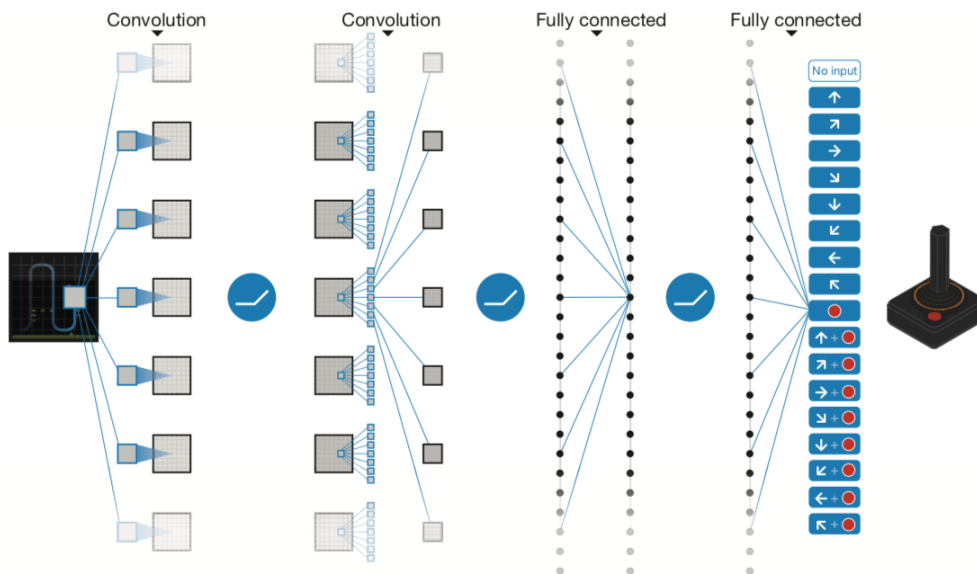 Convolution
Convolution
Fully connected
Fully connected
No input
+
+
+
+
+
+
+
+